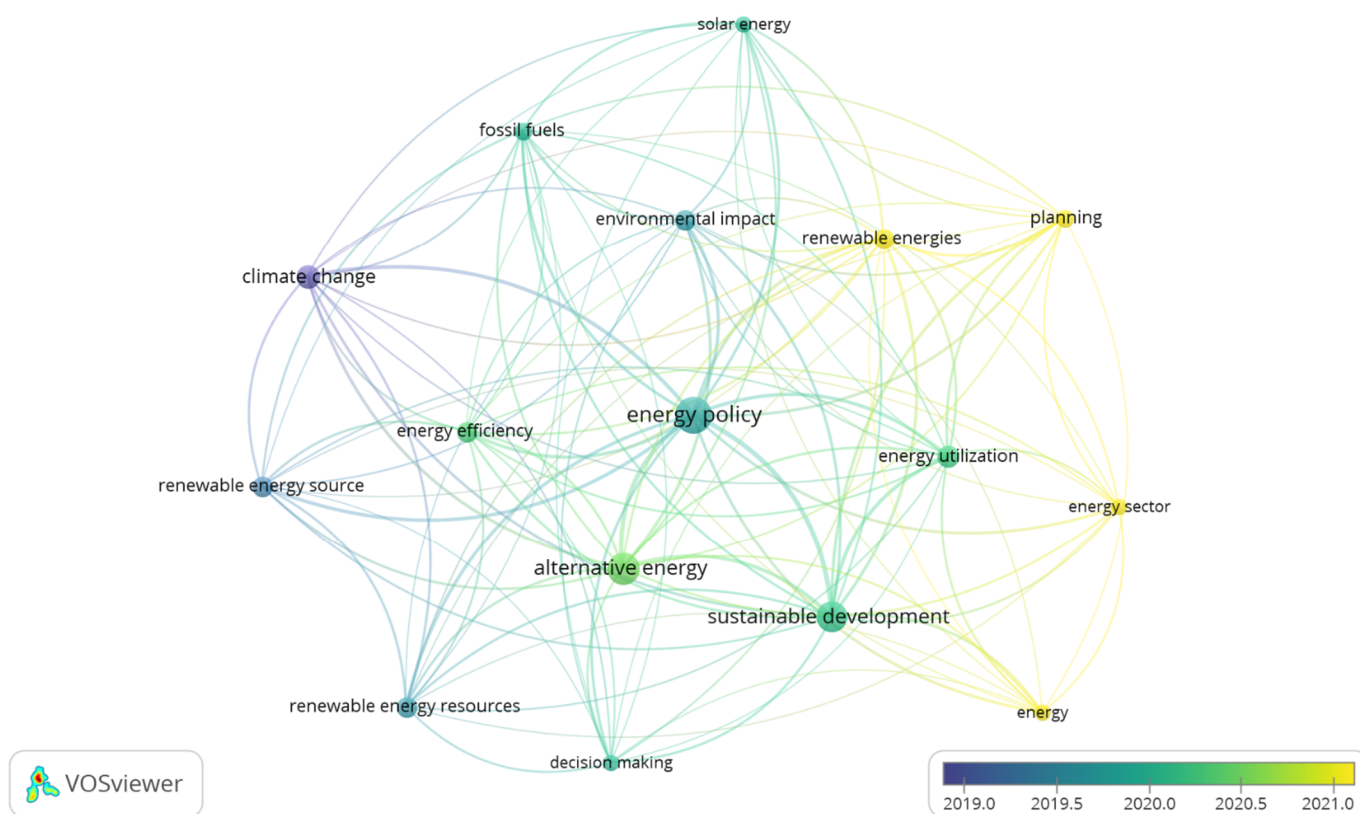 solar energy
fossil fuels
environmental impact
planning
renewable energies
climate change
energy policy
energy efficiency
energy utilization
renewable energy source
energy sector
alternative energy
sustainable development
renewable energy resources
energy
decision making
VOSviewer
2019.0 2019.5 2020.0 2020.5 2021.0